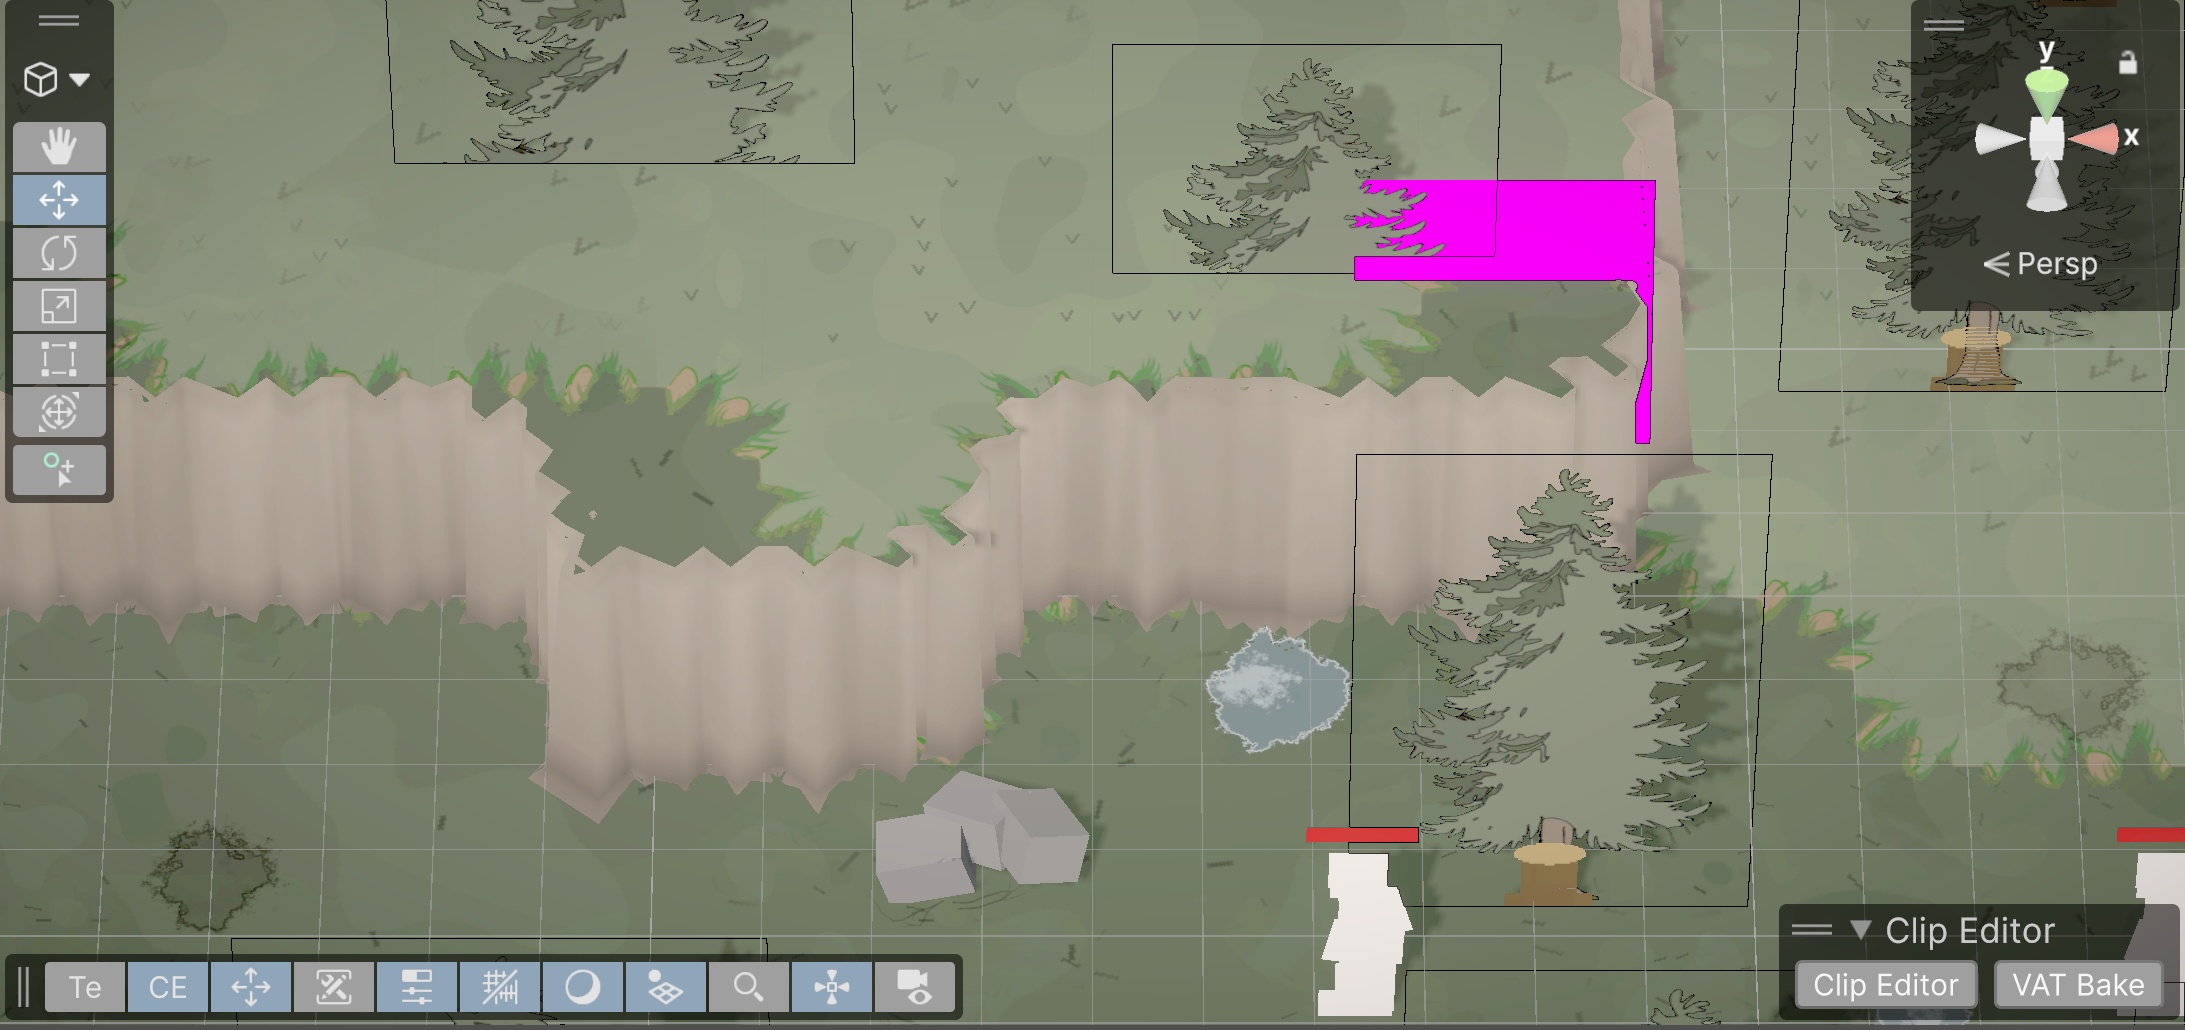 y
x
< Persp
Clip Editor
Clip Editor
VAT Bake
Te
CE